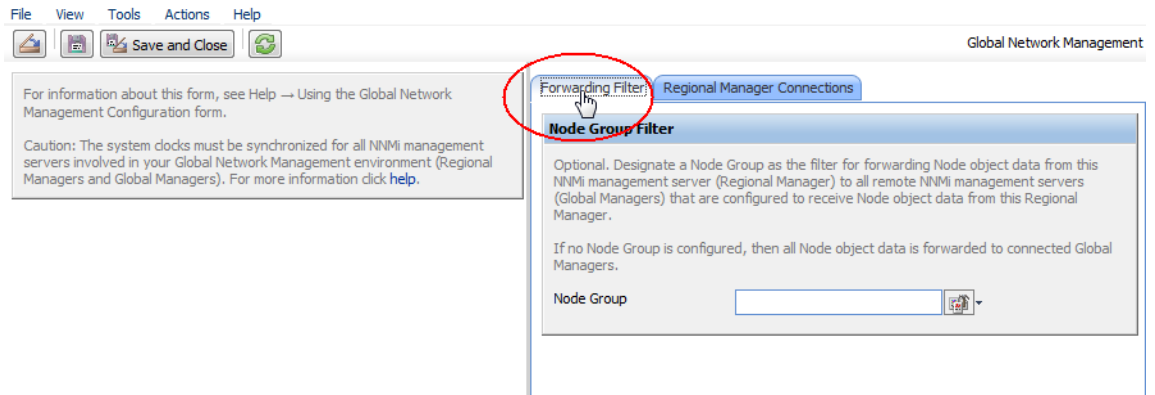 File View Tools Actions Help
Save and Close
Global Network Management
For information about this form, see Help → Using the Global Network
Management Configuration form.
Caution: The system clocks must be synchronized for all NNMi management
servers involved in your Global Network Management environment (Regional
Managers and Global Managers). For more information click help.
Forwarding Filter Regional Manager Connections
Node Group Filter
Optional. Designate a Node Group as the filter for forwarding Node object data from this
NNMi management server (Regional Manager) to all remote NNMi management servers
(Global Managers) that are configured to receive Node object data from this Regional
Manager.
If no Node Group is configured, then all Node object data is forwarded to connected Global
Managers.
Node Group